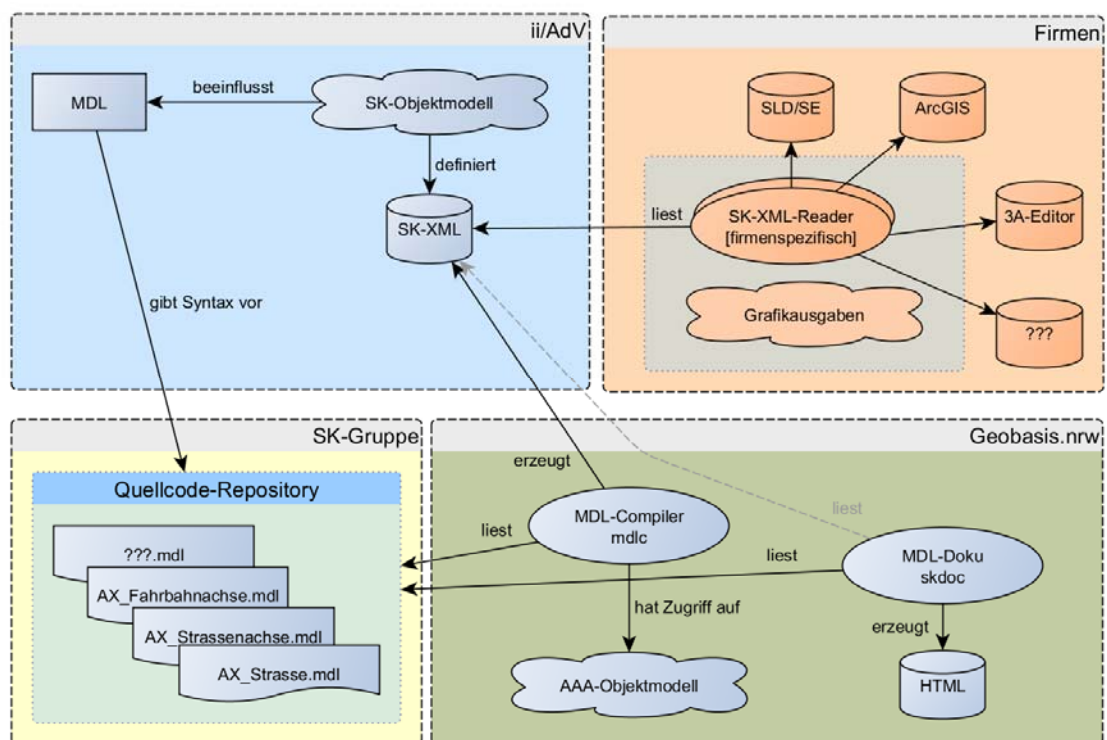 ii/AdV
MDL
beeinflusst
SK-Objektmodell
definiert
SK-XML
gibt Syntax vor
Firmen
SLD/SE
ArcGIS
liest
SK-XML-Reader
[firmenspezifisch]
3A-Editor
Grafikausgaben
???
SK-Gruppe
Quellcode-Repository
???.mdl
AX_Fahrbahnachse.mdl
AX_Strassenachse.mdl
AX_Strasse.mdl
Geobasis.nrw
erzeugt
liest
MDL-Compiler
mdlc
liest
liest
MDL-Doku
skdoc
hat Zugriff auf
erzeugt
AAA-Objektmodell
HTML